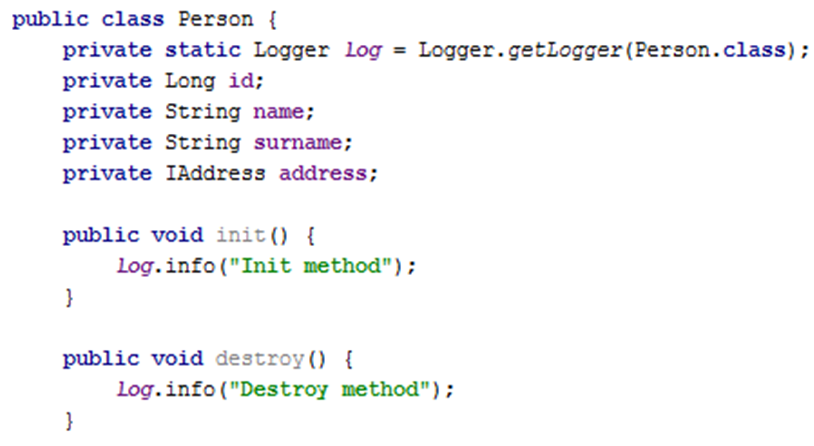 public class Person {
    private static Logger log = Logger.getLogger(Person.class);
    private Long id;
    private String name;
    private String surname;
    private IAddress address;

    public void init() {
        log.info("Init method");
    }

    public void destroy() {
        log.info("Destroy method");
    }